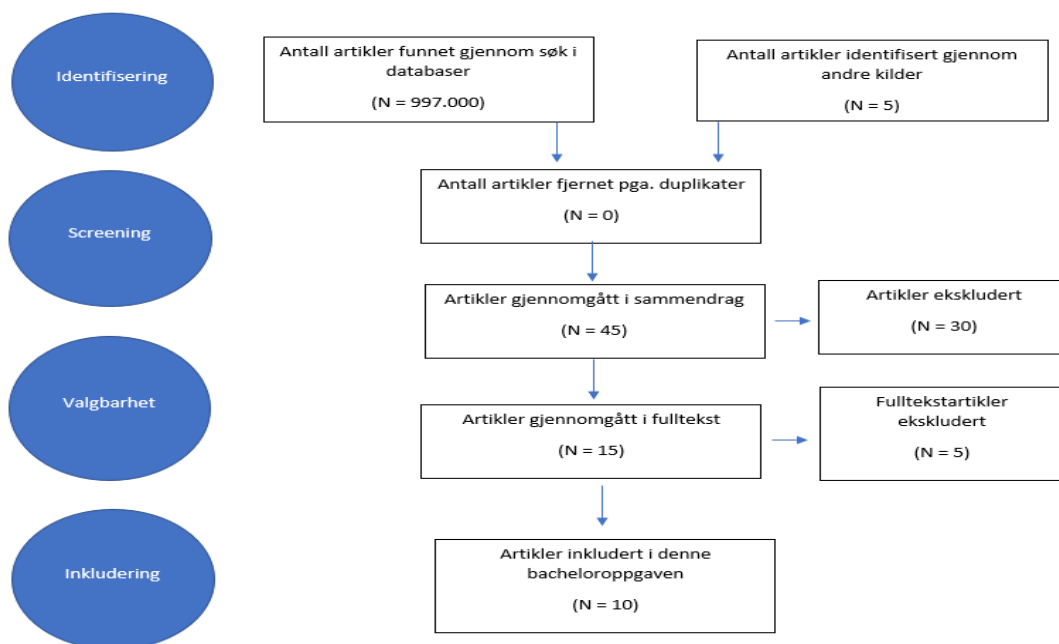 Identifisering
Antall artikler funnet gjennom søk i
databaser
(N = 997.000)
Antall artikler identifisert gjennom
andre kilder
(N = 5)
Screening
Antall artikler fjernet pga. duplikater
(N = 0)
Artikler gjennomgått i sammendrag
(N = 45)
Artikler ekskludert
(N = 30)
Valgbarhet
Artikler gjennomgått i fulltekst
(N = 15)
Fulltekstartikler
ekskludert
(N = 5)
Inkludering
Artikler inkludert i denne
bacheloroppgaven
(N = 10)